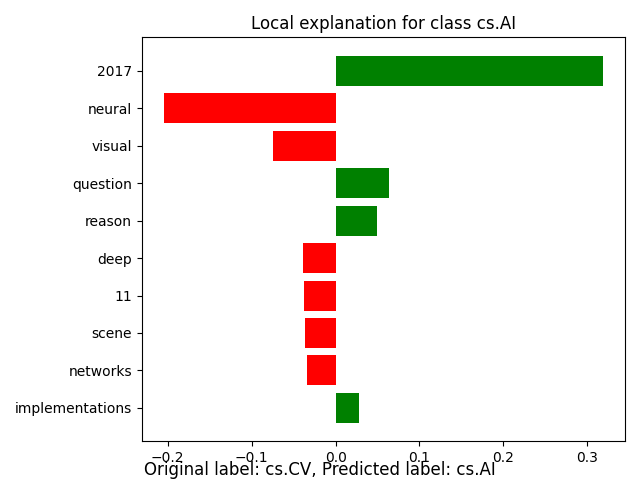 Local explanation for class cs.AI
2017
neural
visual
question
reason
deep
11
scene
networks
implementations
−0.2 −0.1 0.0 0.1 0.2 0.3
Original label: cs.CV, Predicted label: cs.AI